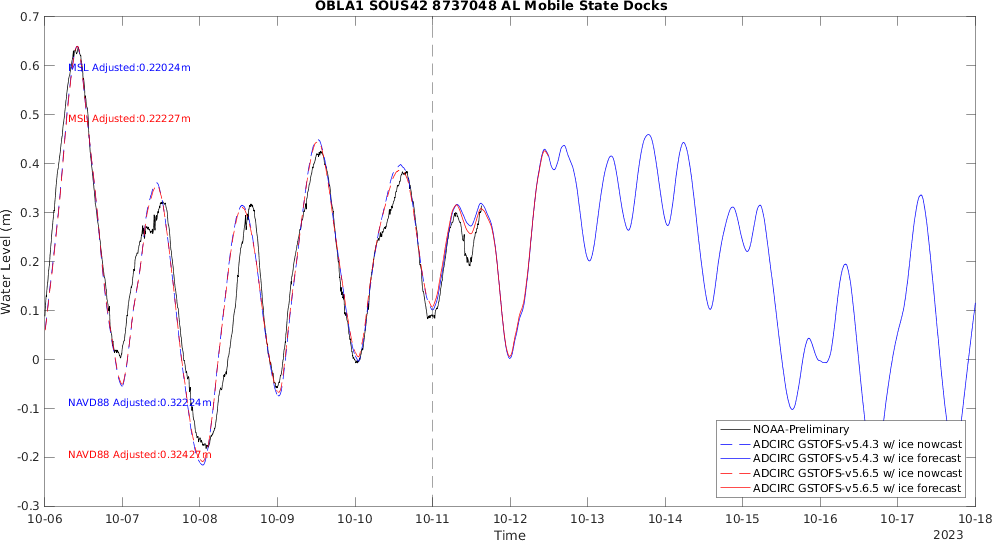 OBLA1 SOUS42 8737048 AL Mobile State Docks
0.7
0.6
0.5
0.4
0.3
0.2
0.1
0
-0.1
-0.2
-0.3
Water Level (m)
MSL Adjusted:0.22024m
MSL Adjusted:0.22227m
NAVD88 Adjusted:0.32224m
NAVD88 Adjusted:0.32427m
NOAA-Preliminary
ADCIRC GSTOFS-v5.4.3 w/ ice nowcast
ADCIRC GSTOFS-v5.4.3 w/ ice forecast
ADCIRC GSTOFS-v5.6.5 w/ ice nowcast
ADCIRC GSTOFS-v5.6.5 w/ ice forecast
10-06 10-07 10-08 10-09 10-10 10-11 10-12 10-13 10-14 10-15 10-16 10-17 10-18
Time
2023